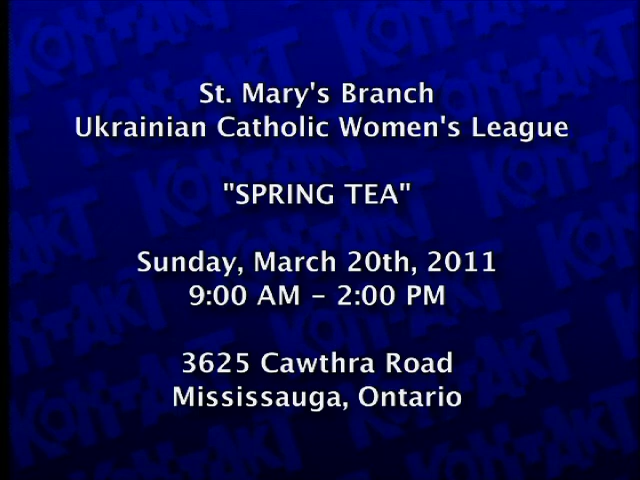 St. Mary's Branch
Ukrainian Catholic Women's League
"SPRING TEA"
Sunday, March 20th, 2011
9:00 AM - 2:00 PM
3625 Cawthra Road
Mississauga, Ontario
KONTAKT